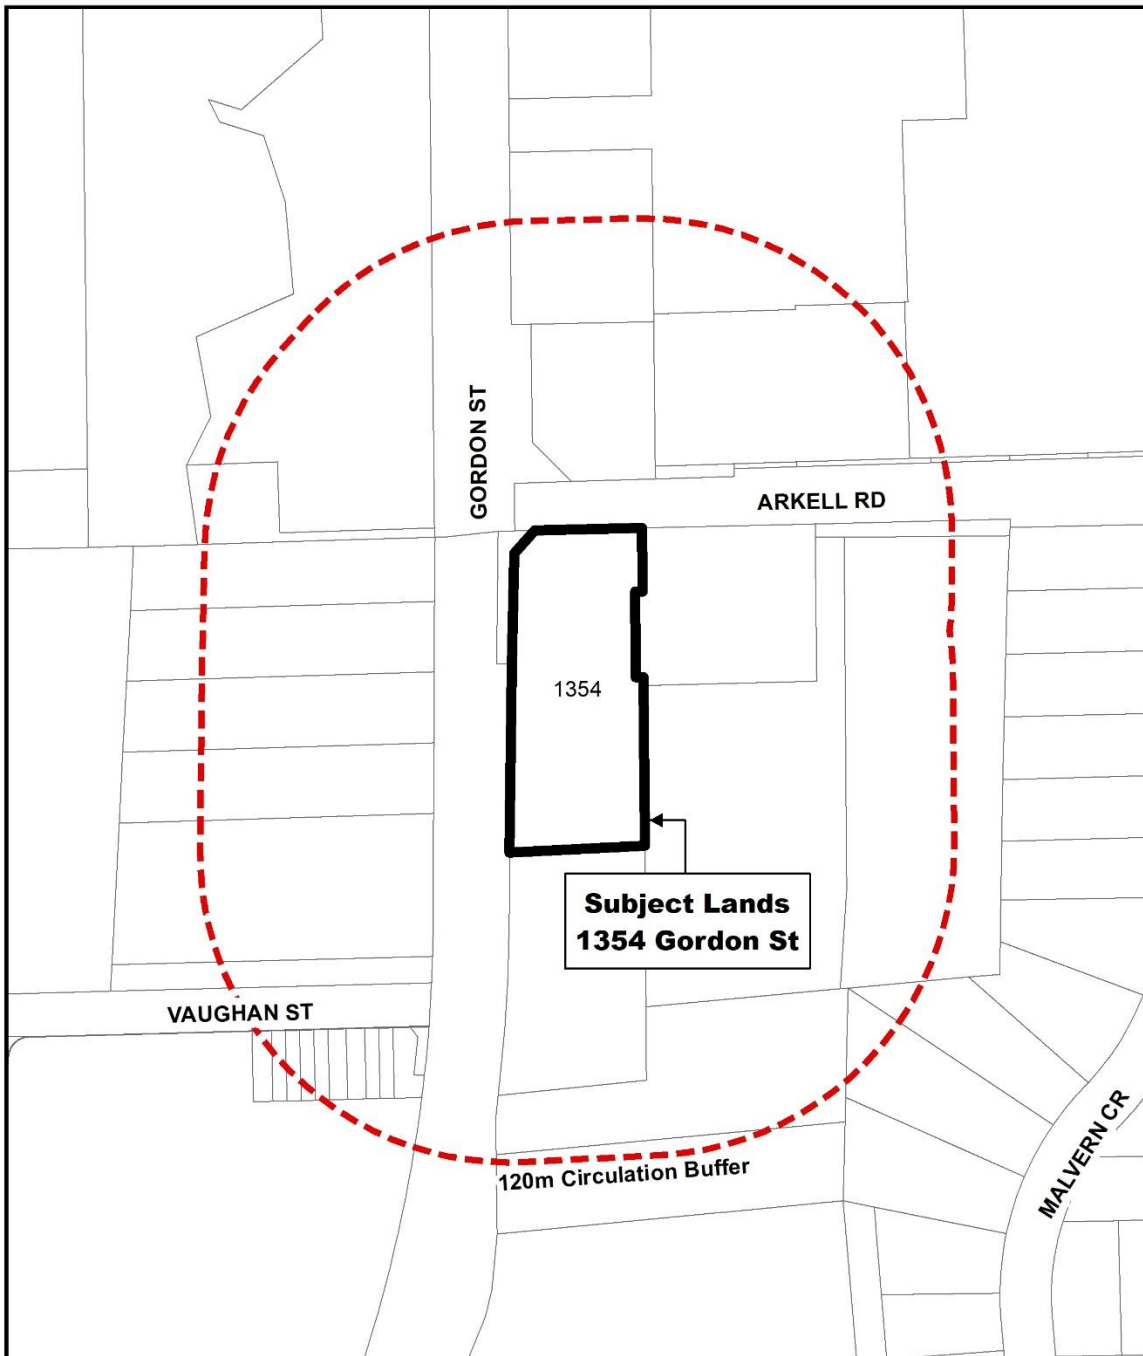 GORDON ST
ARKELL RD
1354
Subject Lands
1354 Gordon St
VAUGHAN ST
MALVERN CR
120m Circulation Buffer